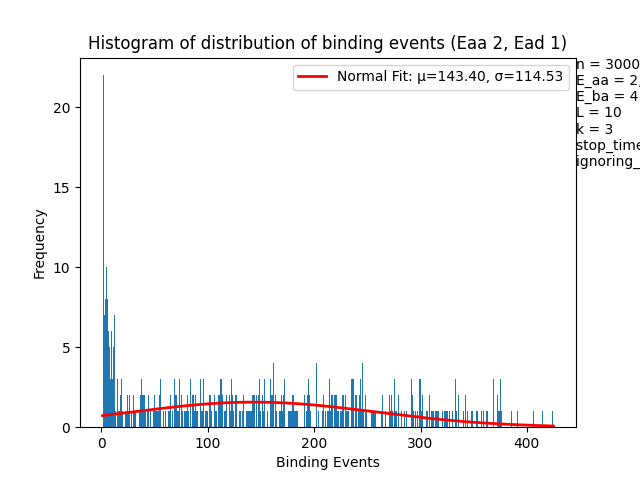 Histogram of distribution of binding events (Eaa 2, Ead 1)
Normal Fit: μ=143.40, σ=114.53
n = 3000
E_aa = 2,
E_ba = 4
L = 10
k = 3
stop_time
ignoring_
20
15
10
5
0
Frequency
0 100 200 300 400
Binding Events